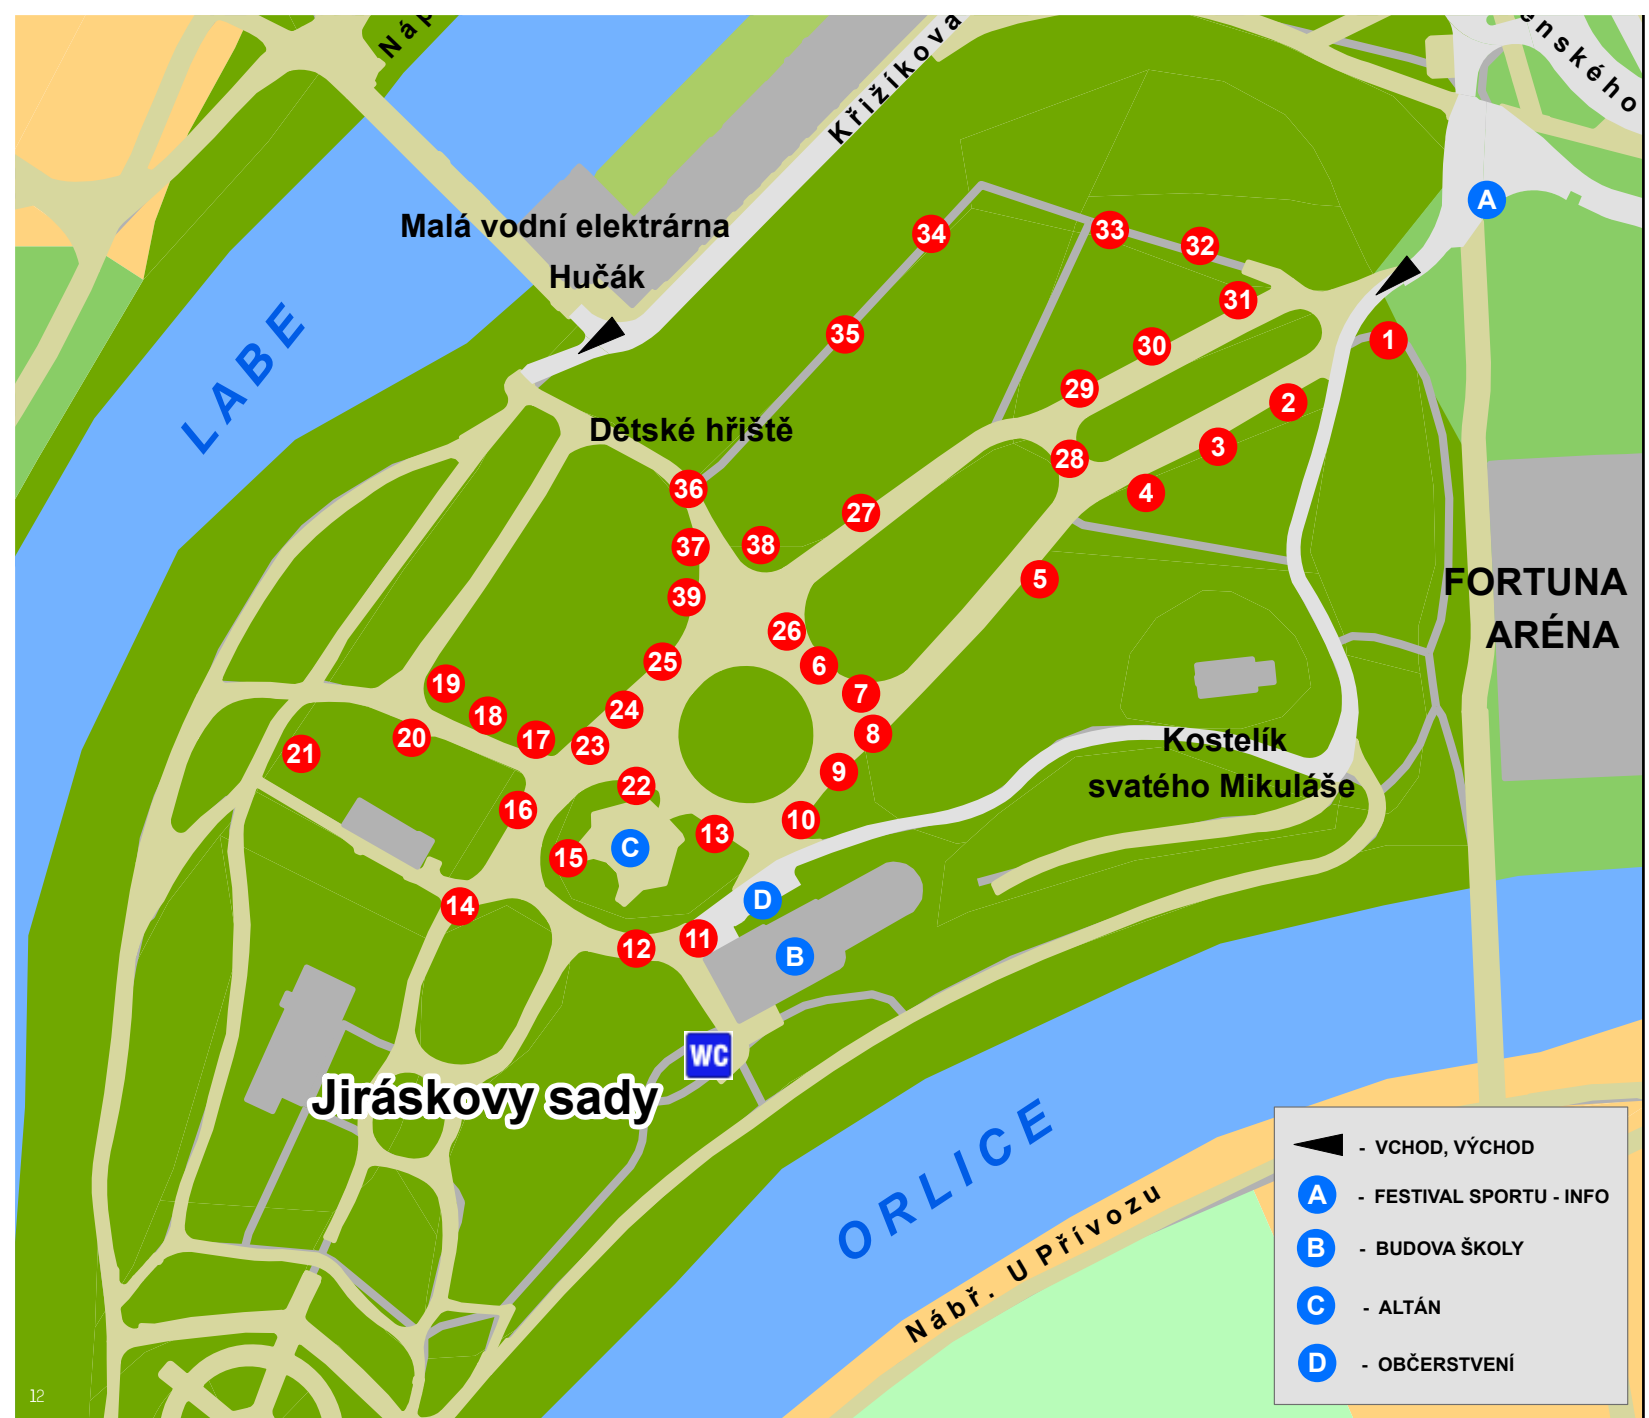 Náp
Křižíkova
enského
A
Malá vodní elektrárna
Hučák
LABE
34
33
32
31
35
30
1
29
2
Dětské hřiště
3
28
36
4
27
37
38
5
FORTUNA
ARÉNA
39
26
25
6
19
7
24
18
8
20
17
23
21
Kostelík
svatého Mikuláše
9
22
16
10
13
15
C
D
14
11
12
B
WC
Jiráskovy sady
ORLICE
Nábř. U Přívozu
- VCHOD, VÝCHOD
A - FESTIVAL SPORTU - INFO
B - BUDOVA ŠKOLY
C - ALTÁN
D - OBČERSTVENÍ
12